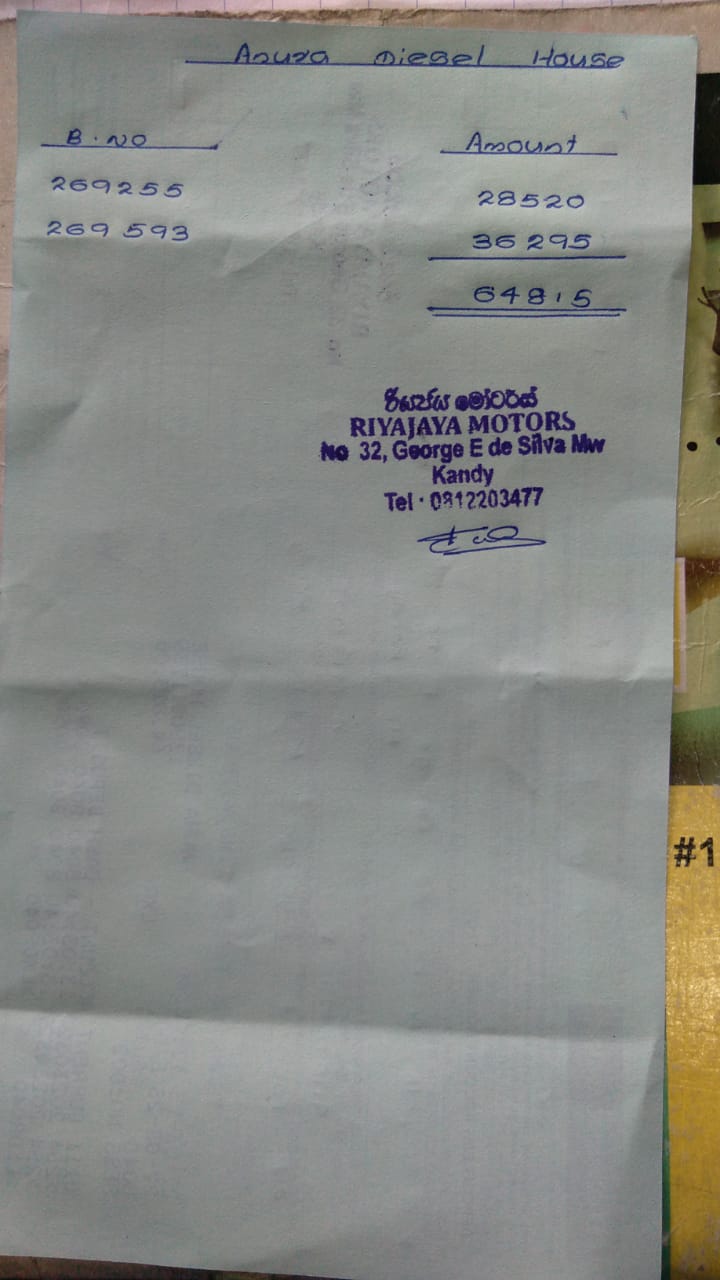 Anura Diesel House
B.NO Amount
269255 28520
269593 36295
64815
රියජය මෝටර්ස්
RIYAJAYA MOTORS
No 32, George E de Silva Mw
Kandy
Tel : 0812203477
#1